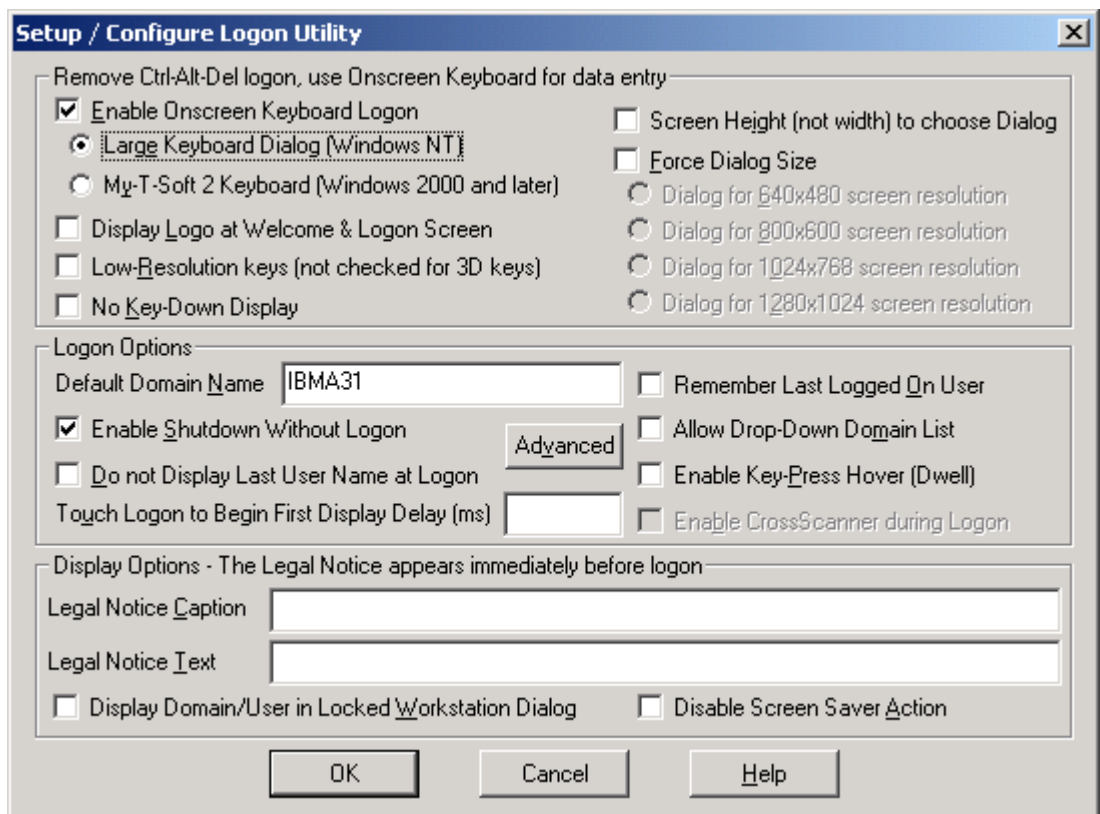 Setup / Configure Logon Utility
Remove Ctrl-Alt-Del logon, use Onscreen Keyboard for data entry
Enable Onscreen Keyboard Logon
Large Keyboard Dialog (Windows NT)
My-T-Soft 2 Keyboard (Windows 2000 and later)
Display Logo at Welcome & Logon Screen
Low-Resolution keys (not checked for 3D keys)
No Key-Down Display
Screen Height (not width) to choose Dialog
Force Dialog Size
Dialog for 640x480 screen resolution
Dialog for 800x600 screen resolution
Dialog for 1024x768 screen resolution
Dialog for 1280x1024 screen resolution
Logon Options
Default Domain Name IBMA31
Enable Shutdown Without Logon
Advanced
Do not Display Last User Name at Logon
Touch Logon to Begin First Display Delay (ms)
Remember Last Logged On User
Allow Drop-Down Domain List
Enable Key-Press Hover (Dwell)
Enable CrossScanner during Logon
Display Options - The Legal Notice appears immediately before logon
Legal Notice Caption
Legal Notice Text
Display Domain/User in Locked Workstation Dialog
Disable Screen Saver Action
OK
Cancel
Help